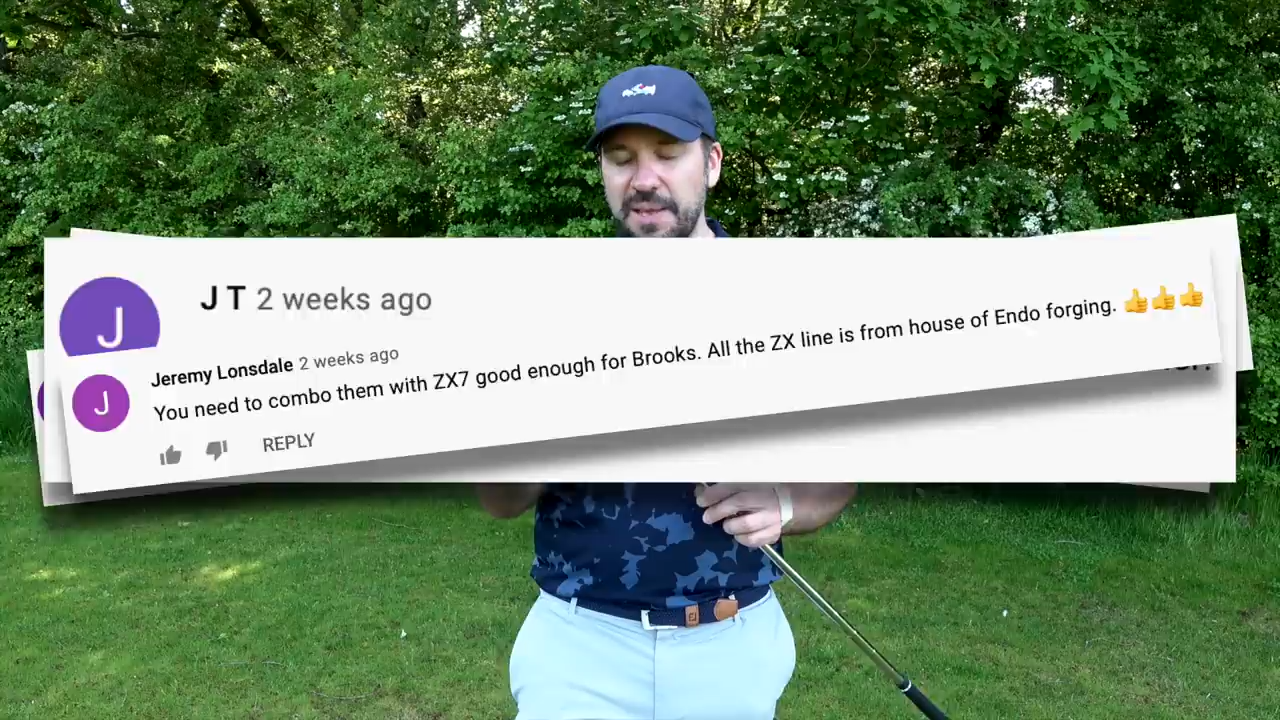 J
J T 2 weeks ago
J
Jeremy Lonsdale 2 weeks ago
You need to combo them with ZX7 good enough for Brooks. All the ZX line is from house of Endo forging. 👍👍👍
REPLY